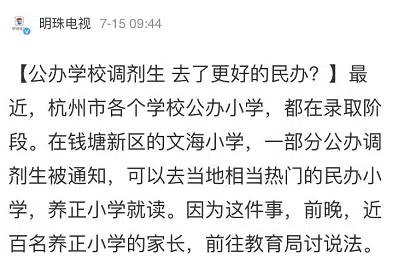 明珠电视 7-15 09:44
【公办学校调剂生 去了更好的民办？】最
近，杭州市各个学校公办小学，都在录取阶
段。在钱塘新区的文海小学，一部分公办调
剂生被通知，可以去当地相当热门的民办小
学，养正小学就读。因为这件事，前晚，近
百名养正小学的家长，前往教育局讨说法。